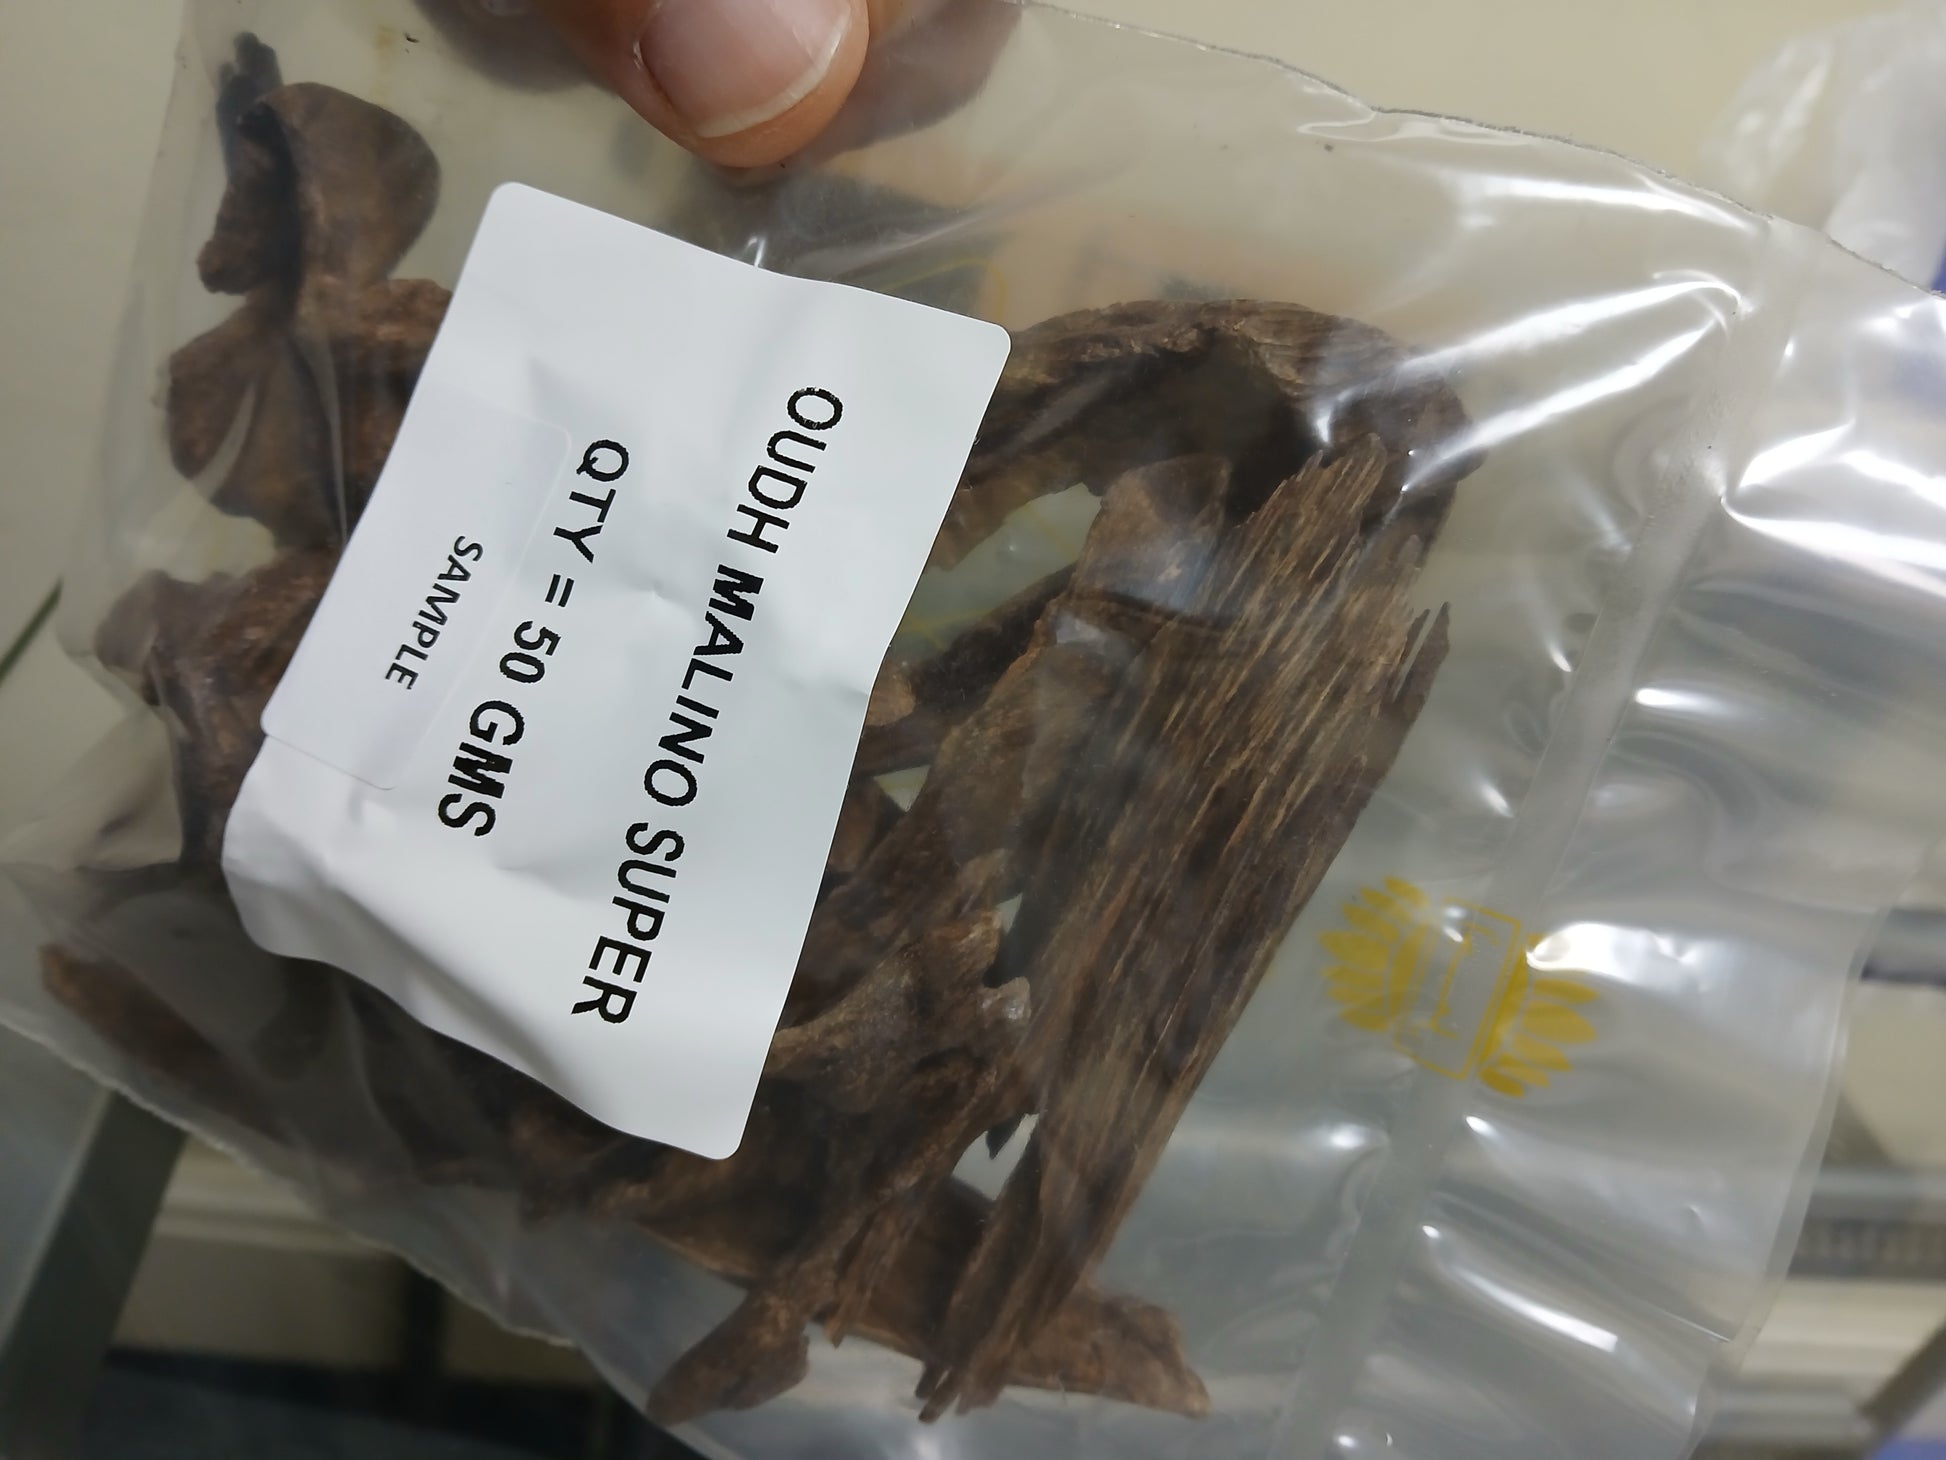 OUDH MALINO SUPER
QTY = 50 GMS
SAMPLE